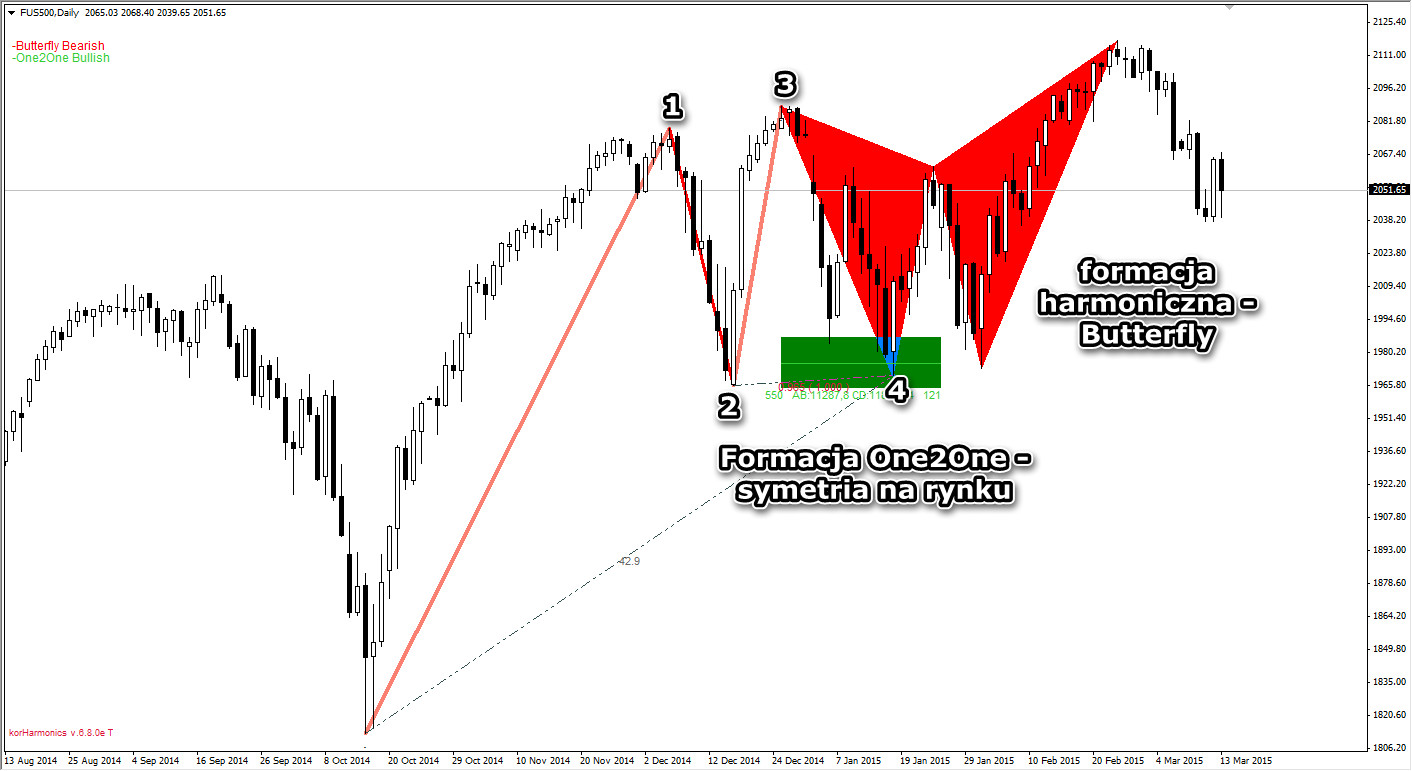 FUS500,Daily 2065.03 2068.40 2039.65 2051.65
-Butterfly Bearish
-One2One Bullish
1
3
2
4
formacja
harmoniczna -
Butterfly
550 AB:11287,8 121
Formacja One2One -
symetria na rynku
42.9
korHarmonics v.6.8.0e T
2125.40
2111.00
2096.20
2081.80
2067.40
2051.65
2038.20
2023.80
2009.40
1994.60
1980.20
1965.80
1951.40
1936.60
1922.20
1907.80
1893.00
1878.60
1864.20
1849.80
1835.00
1820.60
1806.20
13 Aug 2014 25 Aug 2014 4 Sep 2014 16 Sep 2014 26 Sep 2014 8 Oct 2014 20 Oct 2014 29 Oct 2014 10 Nov 2014 20 Nov 2014 2 Dec 2014 12 Dec 2014 24 Dec 2014 7 Jan 2015 19 Jan 2015 29 Jan 2015 10 Feb 2015 20 Feb 2015 4 Mar 2015 13 Mar 2015